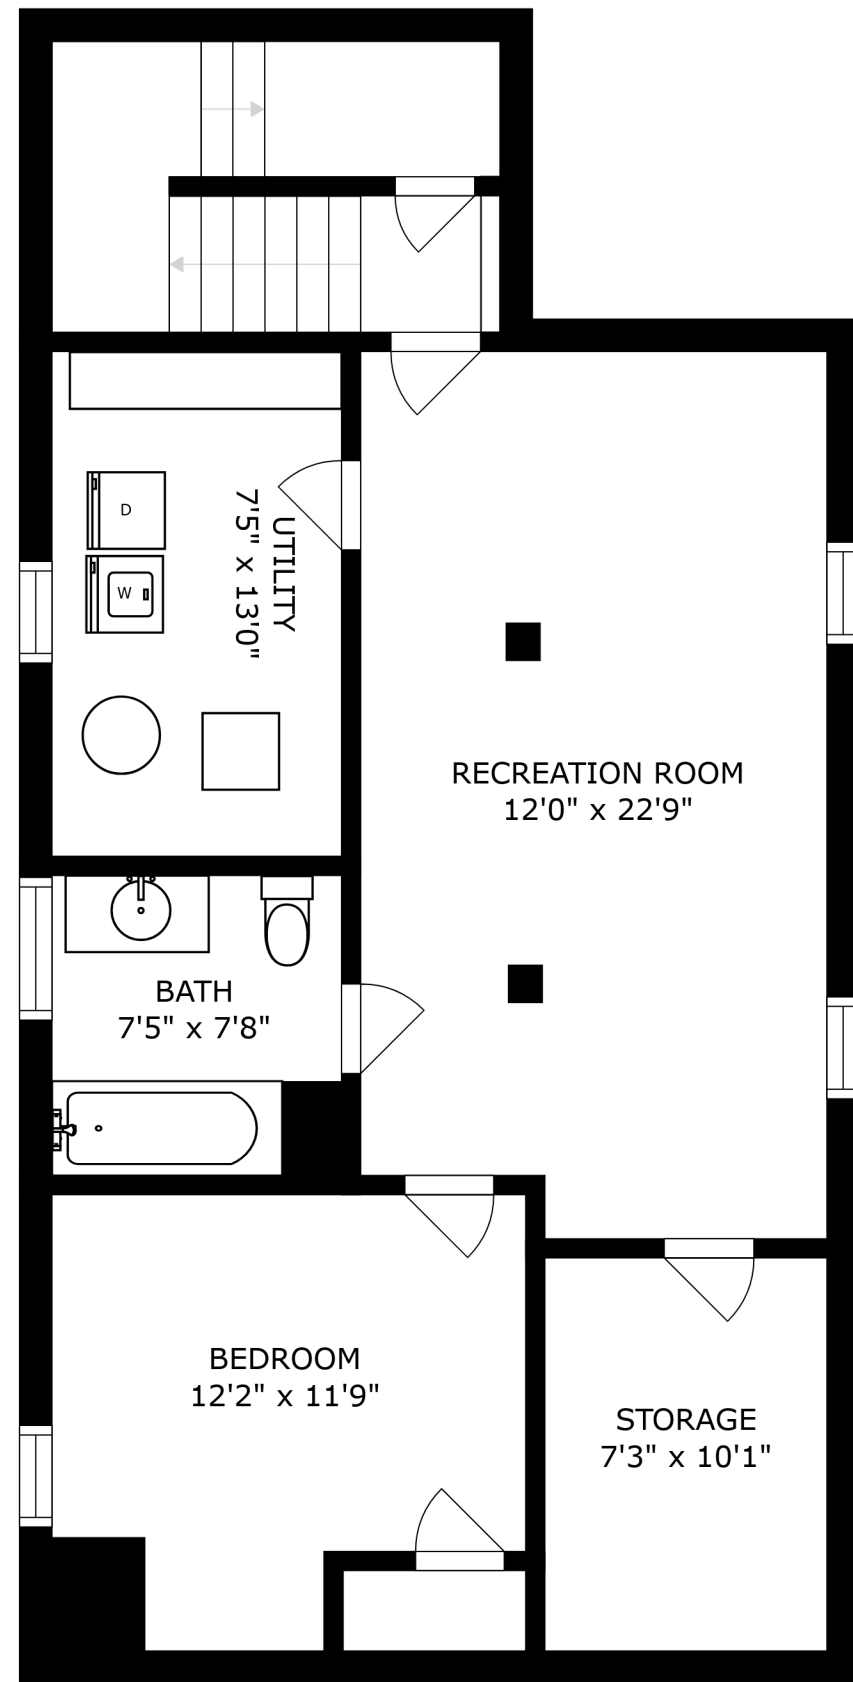 D
W
UTILITY
7'5" x 13'0"
RECREATION ROOM
12'0" x 22'9"
BATH
7'5" x 7'8"
BEDROOM
12'2" x 11'9"
STORAGE
7'3" x 10'1"